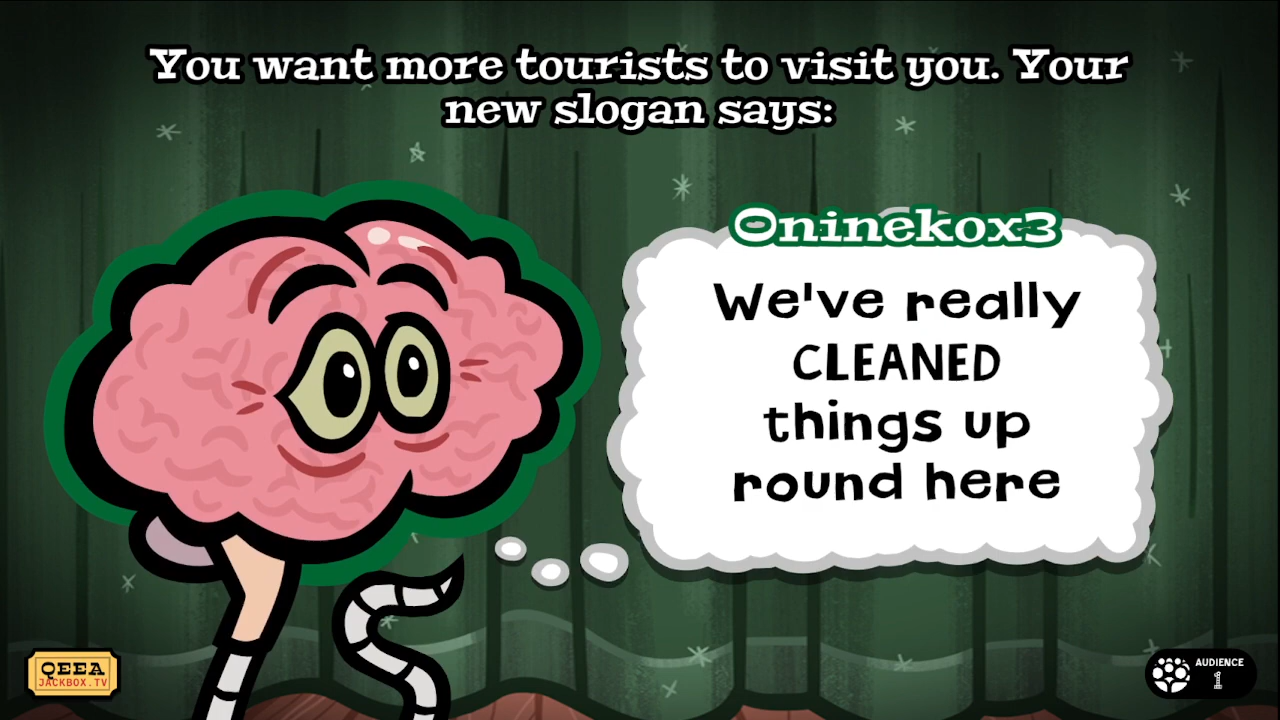 You want more tourists to visit you. Your
new slogan says:
Θninekox3
We've really
CLEANED
things up
round here
QEEA
JACKBOX.TV
AUDIENCE
1